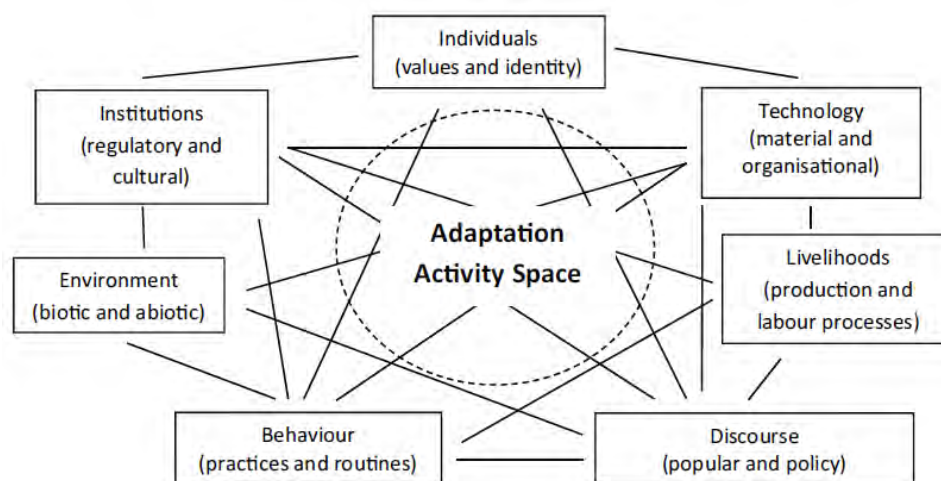 Individuals
(values and identity)
Institutions
(regulatory and
cultural)
Technology
(material and
organisational)
Adaptation
Activity Space
Environment
(biotic and abiotic)
Livelihoods
(production and
labour processes)
Behaviour
(practices and routines)
Discourse
(popular and policy)